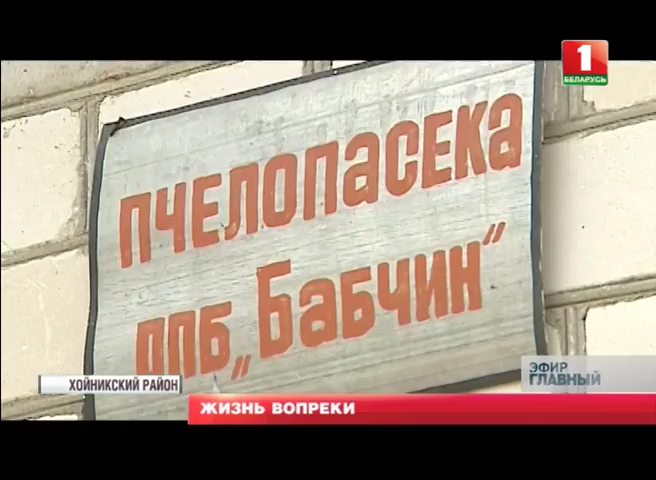 1
БЕЛАРУСЬ
ПЧЕЛОПАСЕКА
ППБ „Бабчин“
ХОЙНИКСКИЙ РАЙОН
ЭФИР
ГЛАВНЫЙ
ЖИЗНЬ ВОПРЕКИ